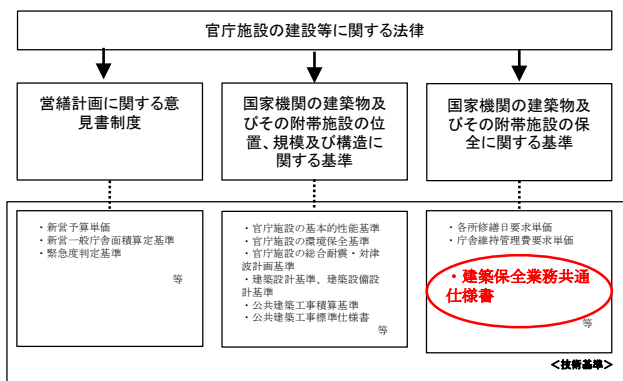 官庁施設の建設等に関する法律
営繕計画に関する意
見書制度
国家機関の建築物及
びその附帯施設の位
置、規模及び構造に
関する基準
国家機関の建築物及
びその附帯施設の保
全に関する基準
・新営予算単価
・新営一般庁舎面積算定基準
・緊急度判定基準
等
・官庁施設の基本的性能基準
・官庁施設の環境保全基準
・官庁施設の総合耐震・対津
波計画基準
・建築設計基準、建築設備設
計基準
・公共建築工事積算基準
・公共建築工事標準仕様書
等
・各所修繕日要求単価
・庁舎維持管理費要求単価
・建築保全業務共通
仕様書
等
<技術基準>